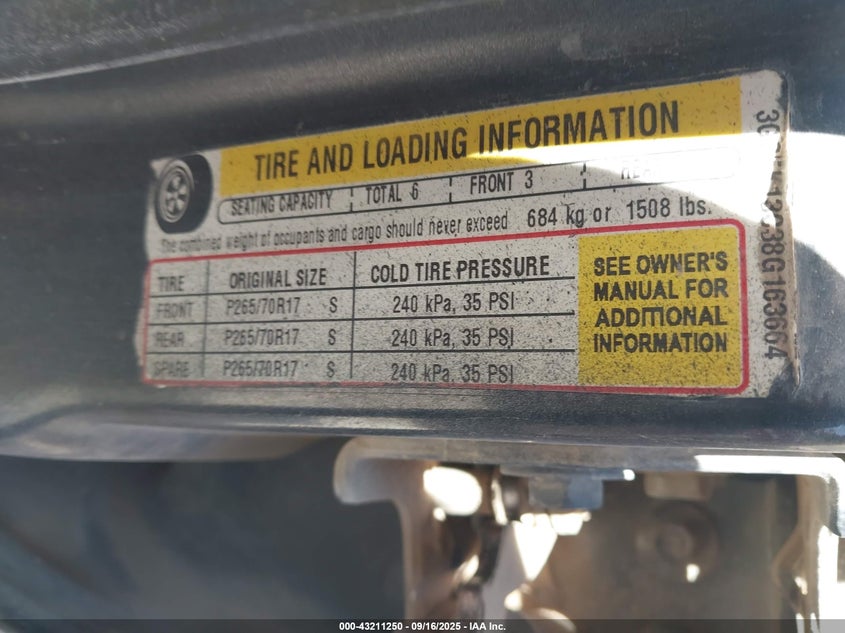 TIRE AND LOADING INFORMATION
SEATING CAPACITY TOTAL 6 FRONT 3
The combined weight of occupants and cargo should never exceed 684 kg or 1508 lbs.
TIRE ORIGINAL SIZE COLD TIRE PRESSURE
FRONT P265/70R17 S 240 kPa, 35 PSI
REAR P265/70R17 S 240 kPa, 35 PSI
SPARE P265/70R17 S 240 kPa, 35 PSI
SEE OWNER'S
MANUAL FOR
ADDITIONAL
INFORMATION
000-43211250 - 09/16/2025 - IAA Inc.